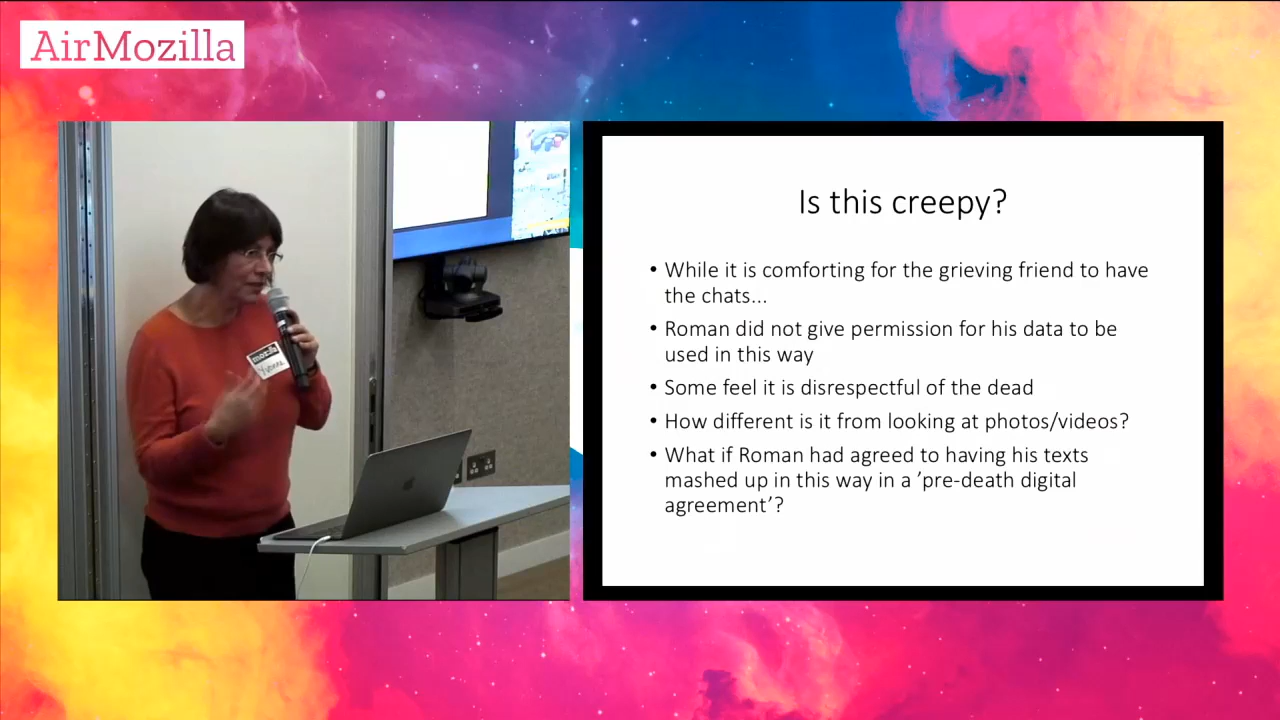 AirMozilla
mozilla
Yvonne
Is this creepy?
• While it is comforting for the grieving friend to have
the chats...
• Roman did not give permission for his data to be
used in this way
• Some feel it is disrespectful of the dead
• How different is it from looking at photos/videos?
• What if Roman had agreed to having his texts
mashed up in this way in a ’pre-death digital
agreement’?